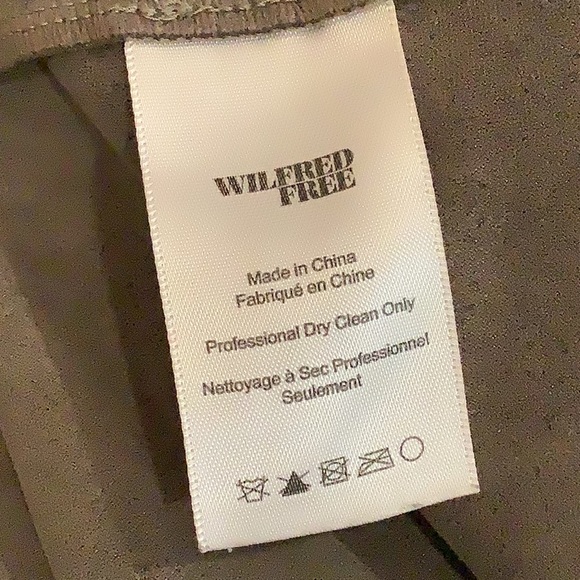 WILFRED
FREE
Made in China
Fabriqué en Chine
Professional Dry Clean Only
Nettoyage à Sec Professionnel
Seulement